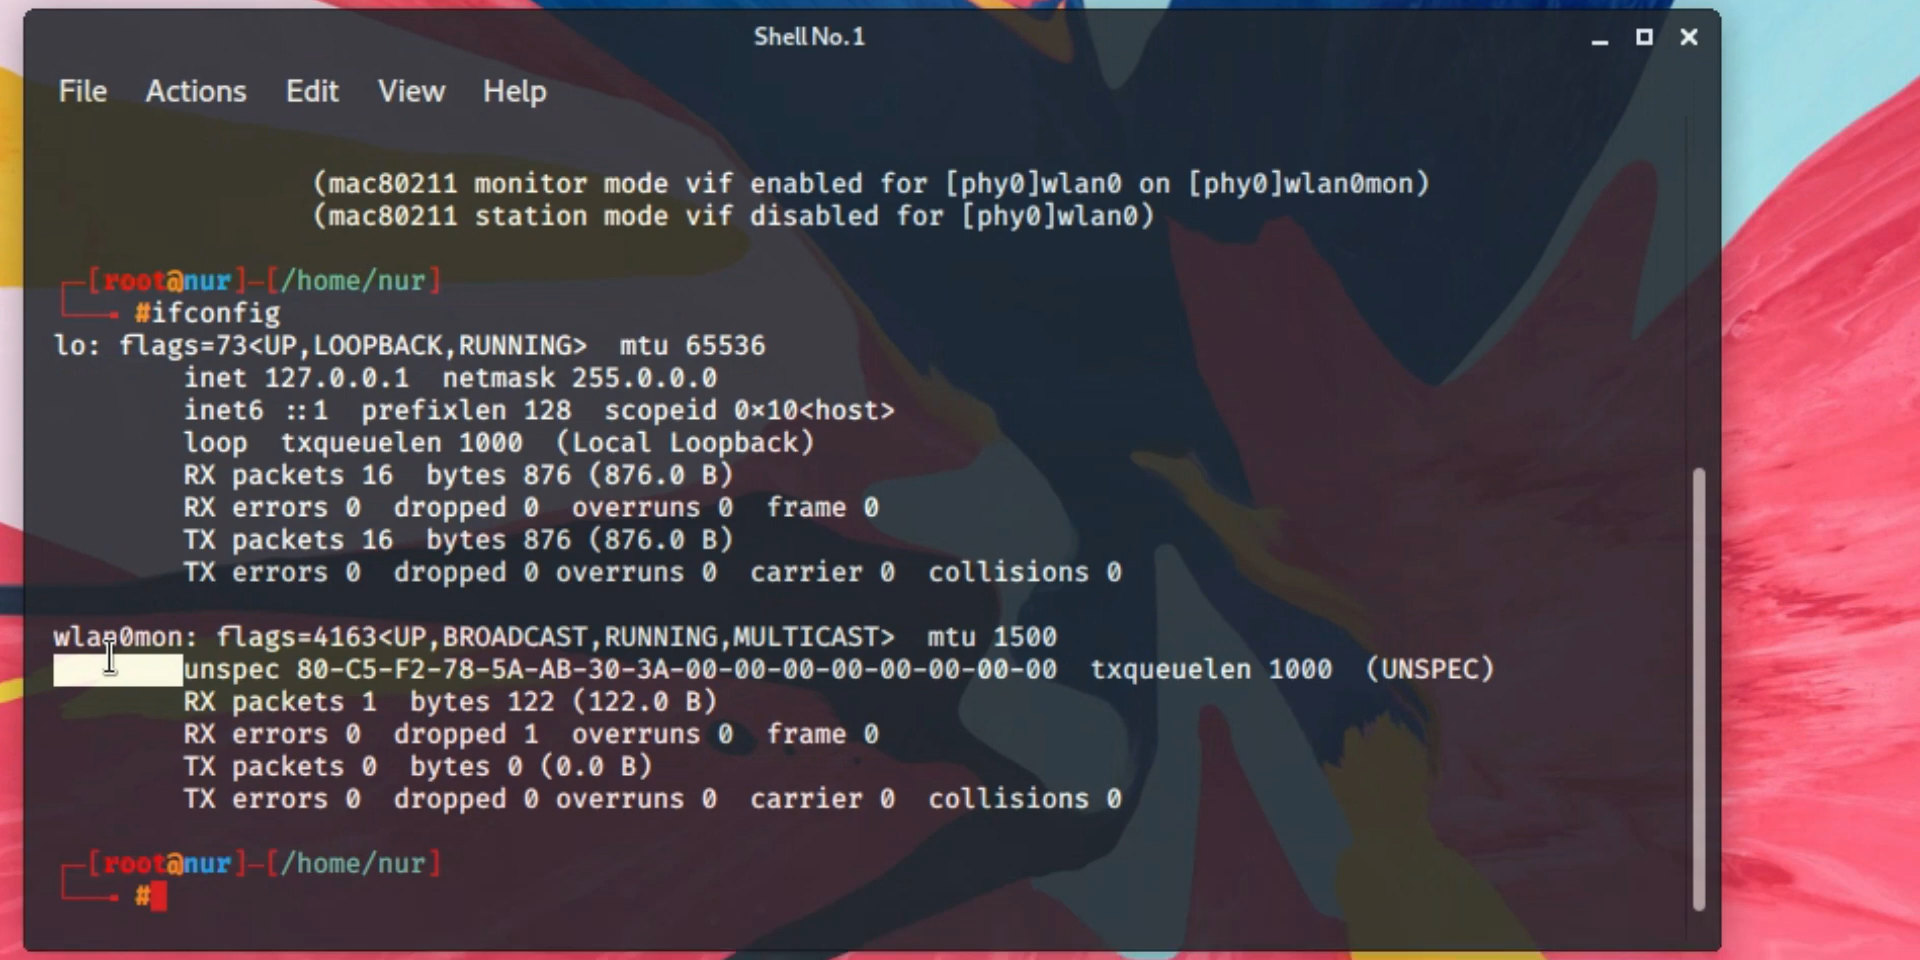 Shell No. 1
File Actions Edit View Help
(mac80211 monitor mode vif enabled for [phy0]wlan0 on [phy0]wlan0mon)
(mac80211 station mode vif disabled for [phy0]wlan0)
[root@nur]-[/home/nur]
#ifconfig
lo: flags=73<UP,LOOPBACK,RUNNING>  mtu 65536
inet 127.0.0.1  netmask 255.0.0.0
inet6 ::1  prefixlen 128  scopeid 0×10<host>
loop  txqueuelen 1000  (Local Loopback)
RX packets 16  bytes 876 (876.0 B)
RX errors 0  dropped 0  overruns 0  frame 0
TX packets 16  bytes 876 (876.0 B)
TX errors 0  dropped 0 overruns 0  carrier 0  collisions 0
wlan0mon: flags=4163<UP,BROADCAST,RUNNING,MULTICAST>  mtu 1500
unspec 80-C5-F2-78-5A-AB-30-3A-00-00-00-00-00-00-00-00  txqueuelen 1000  (UNSPEC)
RX packets 1  bytes 122 (122.0 B)
RX errors 0  dropped 1  overruns 0  frame 0
TX packets 0  bytes 0 (0.0 B)
TX errors 0  dropped 0 overruns 0  carrier 0  collisions 0
[root@nur]-[/home/nur]
#